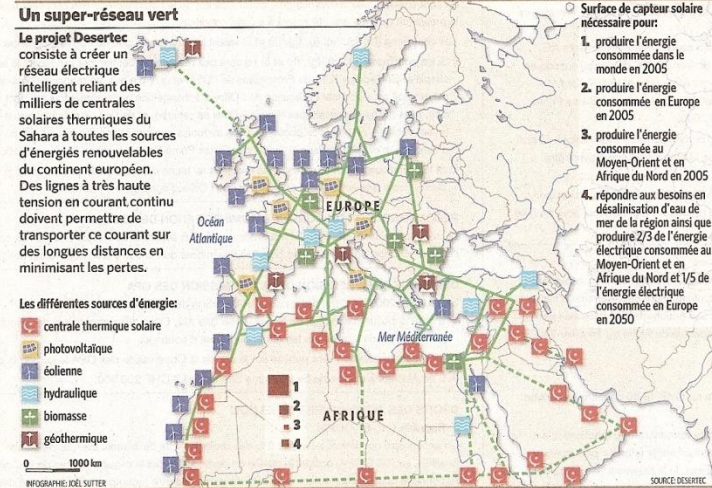 Un super-réseau vert
Le projet Desertec
consiste à créer un
réseau électrique
intelligent reliant des
milliers de centrales
solaires thermiques du
Sahara à toutes les sources
d'énergiés renouvelables
du continent européen.
Des lignes à très haute
tension en courant continu
doivent permettre de
transporter ce courant sur
des longues distances en
minimisant les pertes.
Les différentes sources d'énergie:
centrale thermique solaire
photovoltaïque
éolienne
hydraulique
biomasse
géothermique
0 1000 km
INFOGRAPHIE: JOËL SUTTER
Océan
Atlantique
EUROPE
Mer Méditerranée
AFRIQUE
1
2
3
4
Surface de capteur solaire
nécessaire pour:
1. produire l'énergie
consommée dans le
monde en 2005
2. produire l'énergie
consommée en Europe
en 2005
3. produire l'énergie
consommée au
Moyen-Orient et en
Afrique du Nord en 2005
4. répondre aux besoins en
désalinisation d'eau de
mer de la région ainsi que
produire 2/3 de l'énergie
électrique consommée au
Moyen-Orient et en
Afrique du Nord et 1/5 de
l'énergie électrique
consommée en Europe
en 2050
SOURCE: DESERTEC